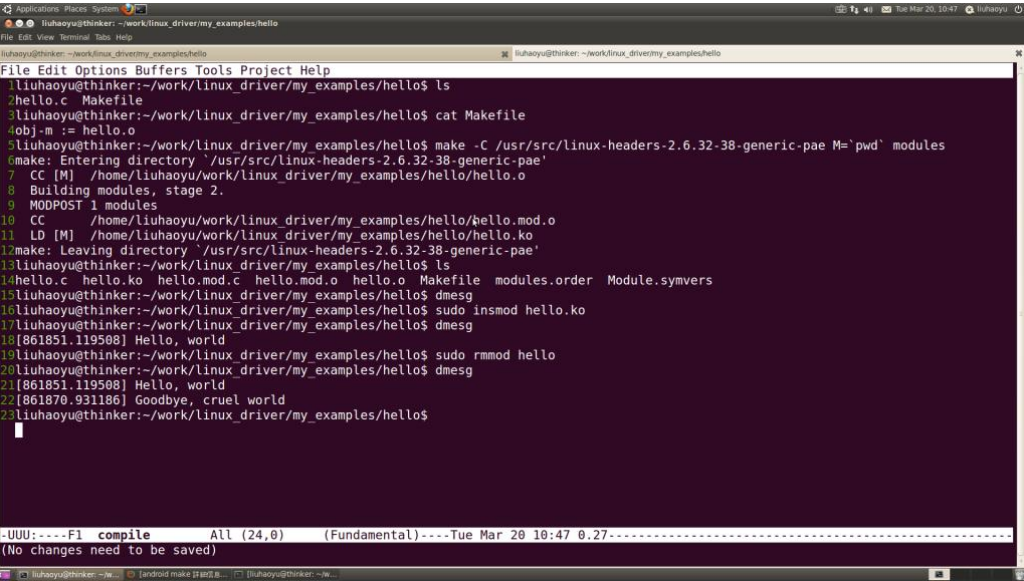 Applications Places System Tue Mar 20, 10:47 liuhaoyu
liuhaoyu@thinker: ~/work/linux_driver/my_examples/hello
File Edit View Terminal Tabs Help
liuhaoyu@thinker: ~/work/linux_driver/my_examples/hello liuhaoyu@thinker: ~/work/linux_driver/my_examples/hello
File Edit Options Buffers Tools Project Help
1liuhaoyu@thinker:~/work/linux_driver/my_examples/hello$ ls
2hello.c  Makefile
3liuhaoyu@thinker:~/work/linux_driver/my_examples/hello$ cat Makefile
4obj-m := hello.o
5liuhaoyu@thinker:~/work/linux_driver/my_examples/hello$ make -C /usr/src/linux-headers-2.6.32-38-generic-pae M=`pwd` modules
6make: Entering directory `/usr/src/linux-headers-2.6.32-38-generic-pae'
7  CC [M]  /home/liuhaoyu/work/linux_driver/my_examples/hello/hello.o
8  Building modules, stage 2.
9  MODPOST 1 modules
10  CC      /home/liuhaoyu/work/linux_driver/my_examples/hello/hello.mod.o
11  LD [M]  /home/liuhaoyu/work/linux_driver/my_examples/hello/hello.ko
12make: Leaving directory `/usr/src/linux-headers-2.6.32-38-generic-pae'
13liuhaoyu@thinker:~/work/linux_driver/my_examples/hello$ ls
14hello.c  hello.ko  hello.mod.c  hello.mod.o  hello.o  Makefile  modules.order  Module.symvers
15liuhaoyu@thinker:~/work/linux_driver/my_examples/hello$ dmesg
16liuhaoyu@thinker:~/work/linux_driver/my_examples/hello$ sudo insmod hello.ko
17liuhaoyu@thinker:~/work/linux_driver/my_examples/hello$ dmesg
18[861851.119508] Hello, world
19liuhaoyu@thinker:~/work/linux_driver/my_examples/hello$ sudo rmmod hello
20liuhaoyu@thinker:~/work/linux_driver/my_examples/hello$ dmesg
21[861851.119508] Hello, world
22[861870.931186] Goodbye, cruel world
23liuhaoyu@thinker:~/work/linux_driver/my_examples/hello$
-UUU:----F1  compile        All (24,0)     (Fundamental)----Tue Mar 20 10:47 0.27------------------------------------------------------
(No changes need to be saved)
liuhaoyu@thinker: ~/w... [android make [liuhaoyu@thinker: ~/w...